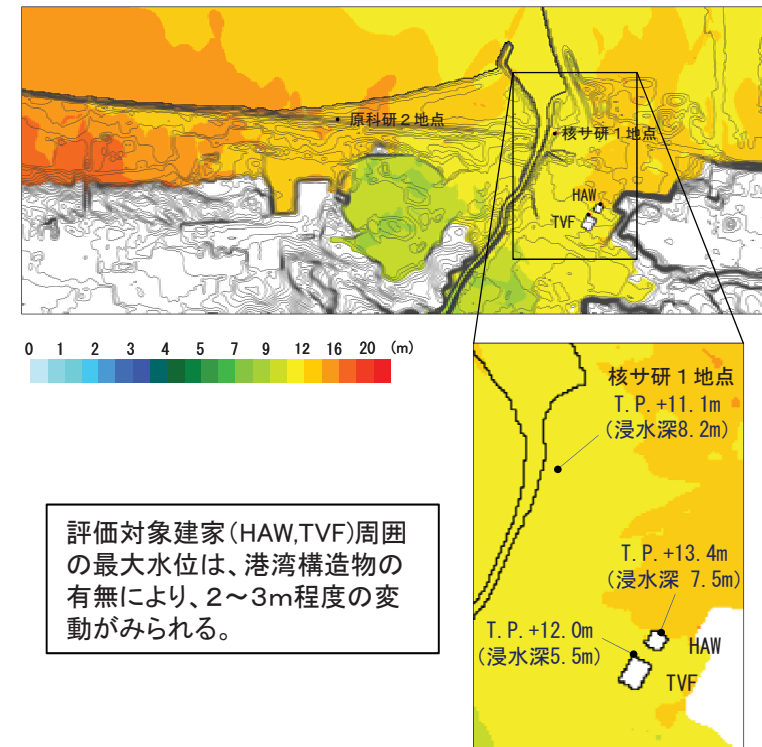 原科研2地点
核サ研1地点
HAW
TVF
0 1 2 3 4 5 7 9 12 16 20 (m)
核サ研1地点
T.P.+11.1m
(浸水深8.2m)
T.P.+13.4m
(浸水深 7.5m)
T.P.+12.0m
(浸水深5.5m)
HAW
TVF
評価対象建家(HAW,TVF)周囲
の最大水位は、港湾構造物の
有無により、2~3m程度の変
動がみられる。